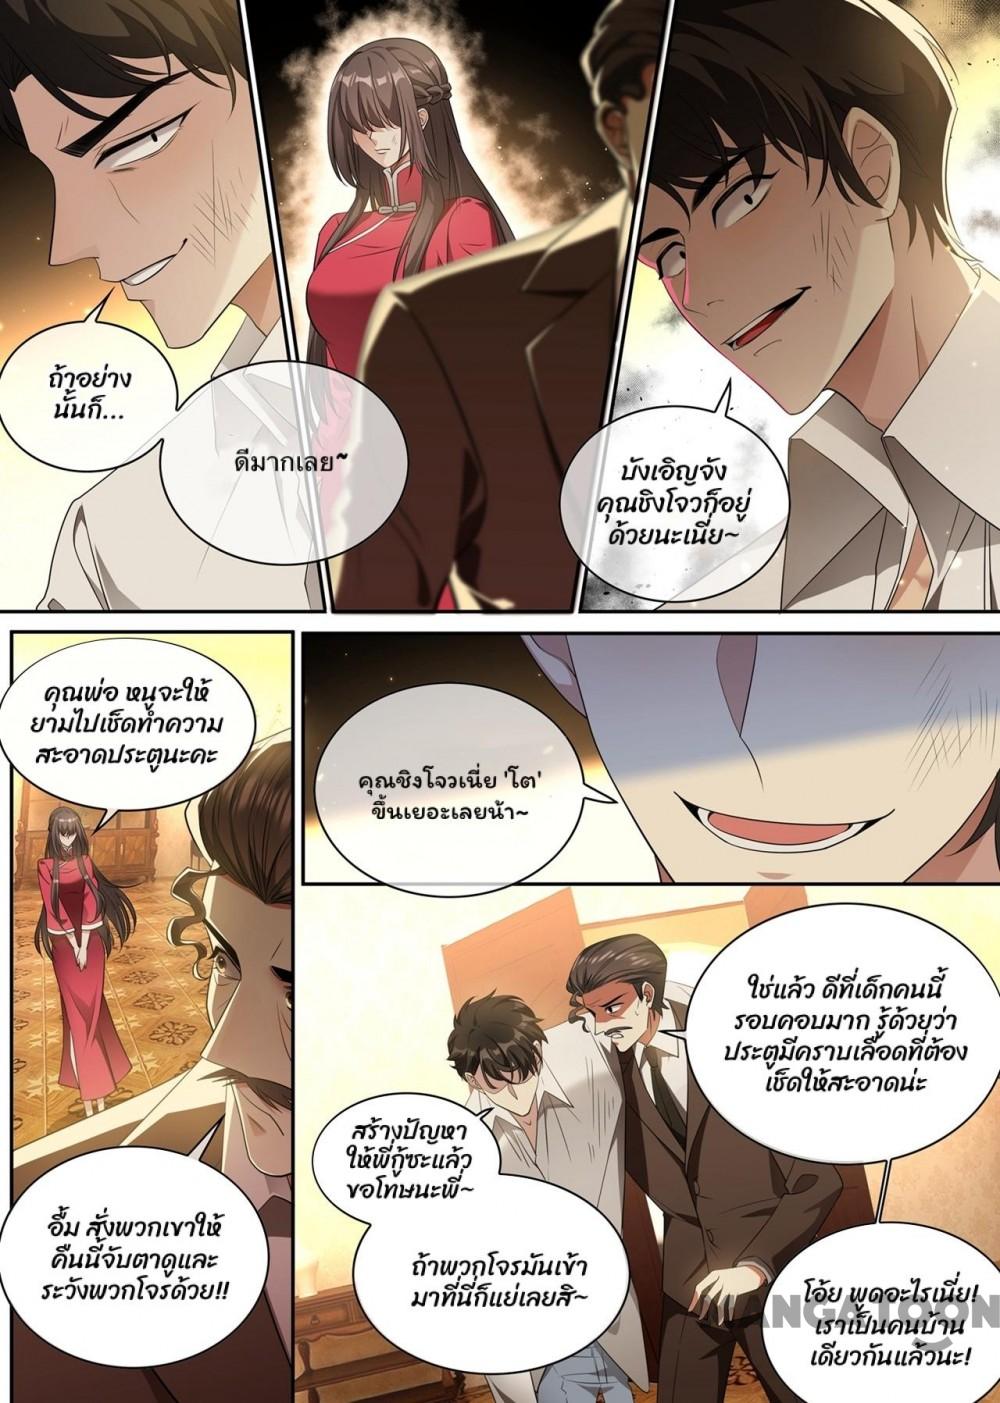 ถ้าอย่าง
นั้นก็...
ดีมากเลย~
บังเอิญจัง
คุณชิงโจวก็อยู่
ด้วยนะเนี่ย~
คุณพ่อ หนูจะให้
ยามไปเช็ดทำความ
สะอาดประตูนะคะ
คุณชิงโจวเนี่ย 'โต'
ขึ้นเยอะเลยน้า~
ใช่แล้ว ดีที่เด็กคนนี้
รอบคอบมาก รู้ด้วยว่า
ประตูมีคราบเลือดที่ต้อง
เช็ดให้สะอาดน่ะ
สร้างปัญหา
ให้พี่กู้ซะแล้ว
ขอโทษนะพี่~
อื้ม สั่งพวกเขาให้
คืนนี้จับตาดูและ
ระวังพวกโจรด้วย!!
ถ้าพวกโจรมันเข้า
มาที่นี่ก็แย่เลยสิ~
โอ้ย พูดอะไรเนี่ย!
เราเป็นคนบ้าน
เดียวกันแล้วนะ!
MANGATOON